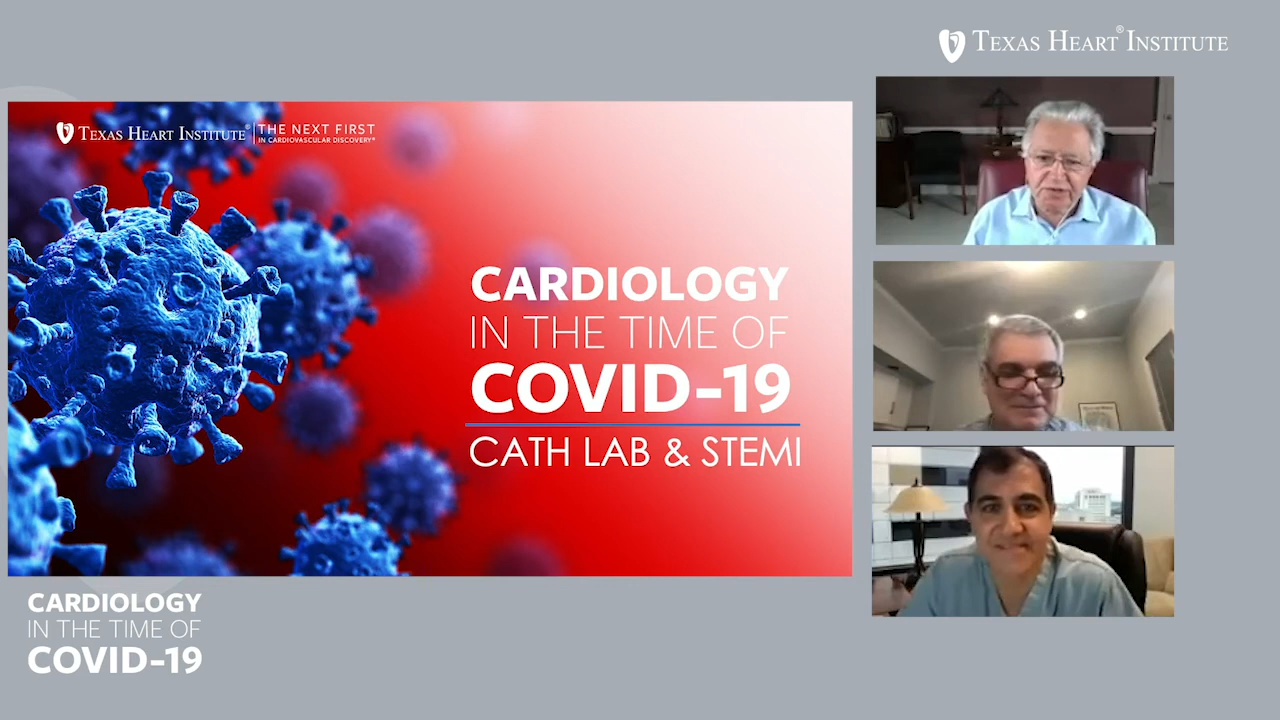 TEXAS HEART® INSTITUTE
TEXAS HEART INSTITUTE® THE NEXT FIRST
IN CARDIOVASCULAR DISCOVERY®
CARDIOLOGY
IN THE TIME OF
COVID-19
CATH LAB & STEMI
CARDIOLOGY
IN THE TIME OF
COVID-19